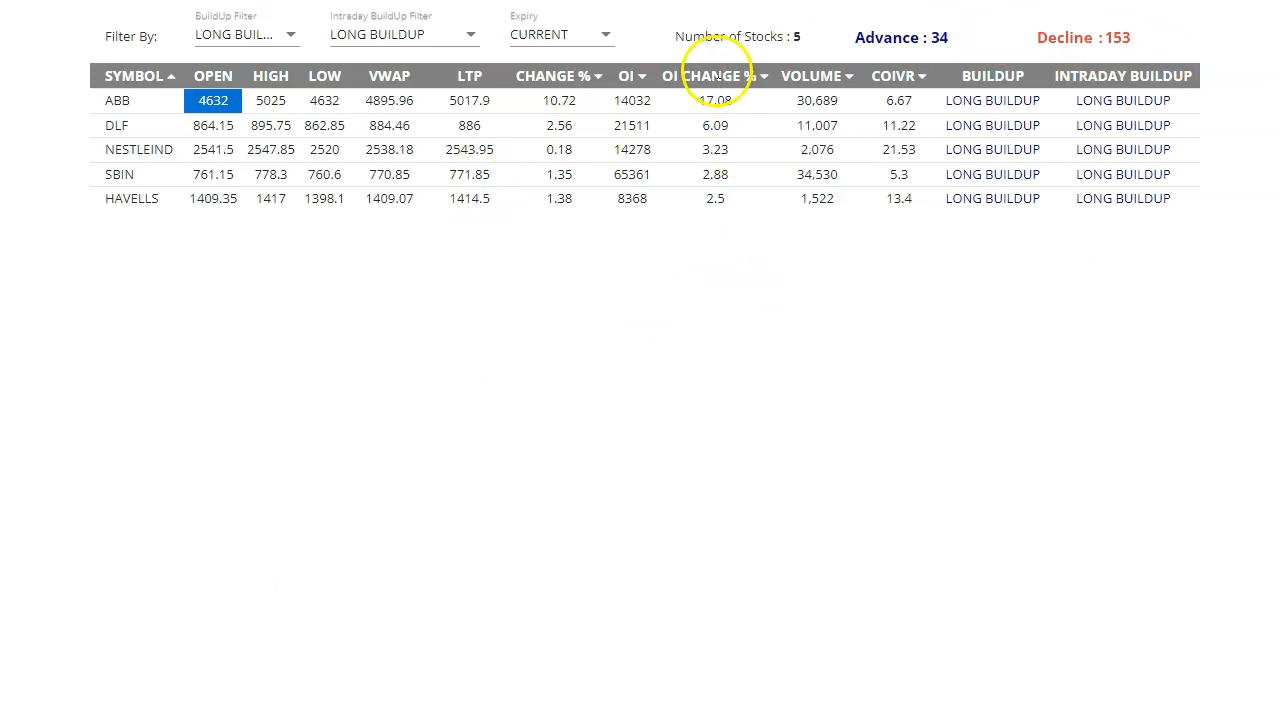 BuildUp Filter Intraday BuildUp Filter Expiry
Filter By: LONG BUIL... LONG BUILDUP CURRENT Number of Stocks : 5 Advance : 34 Decline : 153
SYMBOL OPEN HIGH LOW VWAP LTP CHANGE % OI OI CHANGE % VOLUME COIVR BUILDUP INTRADAY BUILDUP
ABB 4632 5025 4632 4895.96 5017.9 10.72 14032 17.08 30,689 6.67 LONG BUILDUP LONG BUILDUP
DLF 864.15 895.75 862.85 884.46 886 2.56 21511 6.09 11,007 11.22 LONG BUILDUP LONG BUILDUP
NESTLEIND 2541.5 2547.85 2520 2538.18 2543.95 0.18 14278 3.23 2,076 21.53 LONG BUILDUP LONG BUILDUP
SBIN 761.15 778.3 760.6 770.85 771.85 1.35 65361 2.88 34,530 5.3 LONG BUILDUP LONG BUILDUP
HAVELLS 1409.35 1417 1398.1 1409.07 1414.5 1.38 8368 2.5 1,522 13.4 LONG BUILDUP LONG BUILDUP